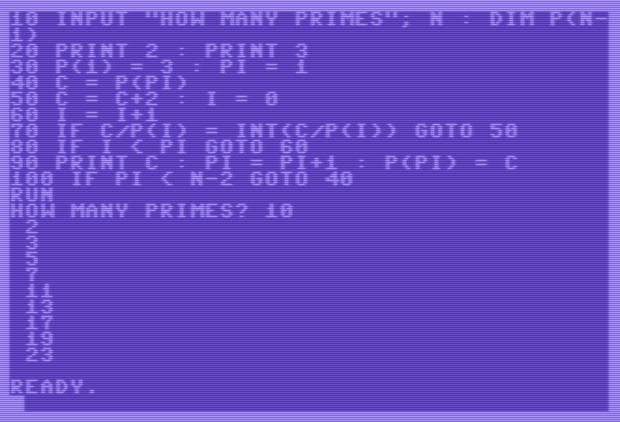 10 INPUT "HOW MANY PRIMES"; N : DIM P(N-
1)
20 PRINT 2 : PRINT 3
30 P(1) = 3 : PI = 1
40 C = P(PI)
50 C = C+2 : I = 0
60 I = I+1
70 IF C/P(I) = INT(C/P(I)) GOTO 50
80 IF I < PI GOTO 60
90 PRINT C : PI = PI+1 : P(PI) = C
100 IF PI < N-2 GOTO 40
RUN
HOW MANY PRIMES? 10
2
3
5
7
11
13
17
19
23
READY.